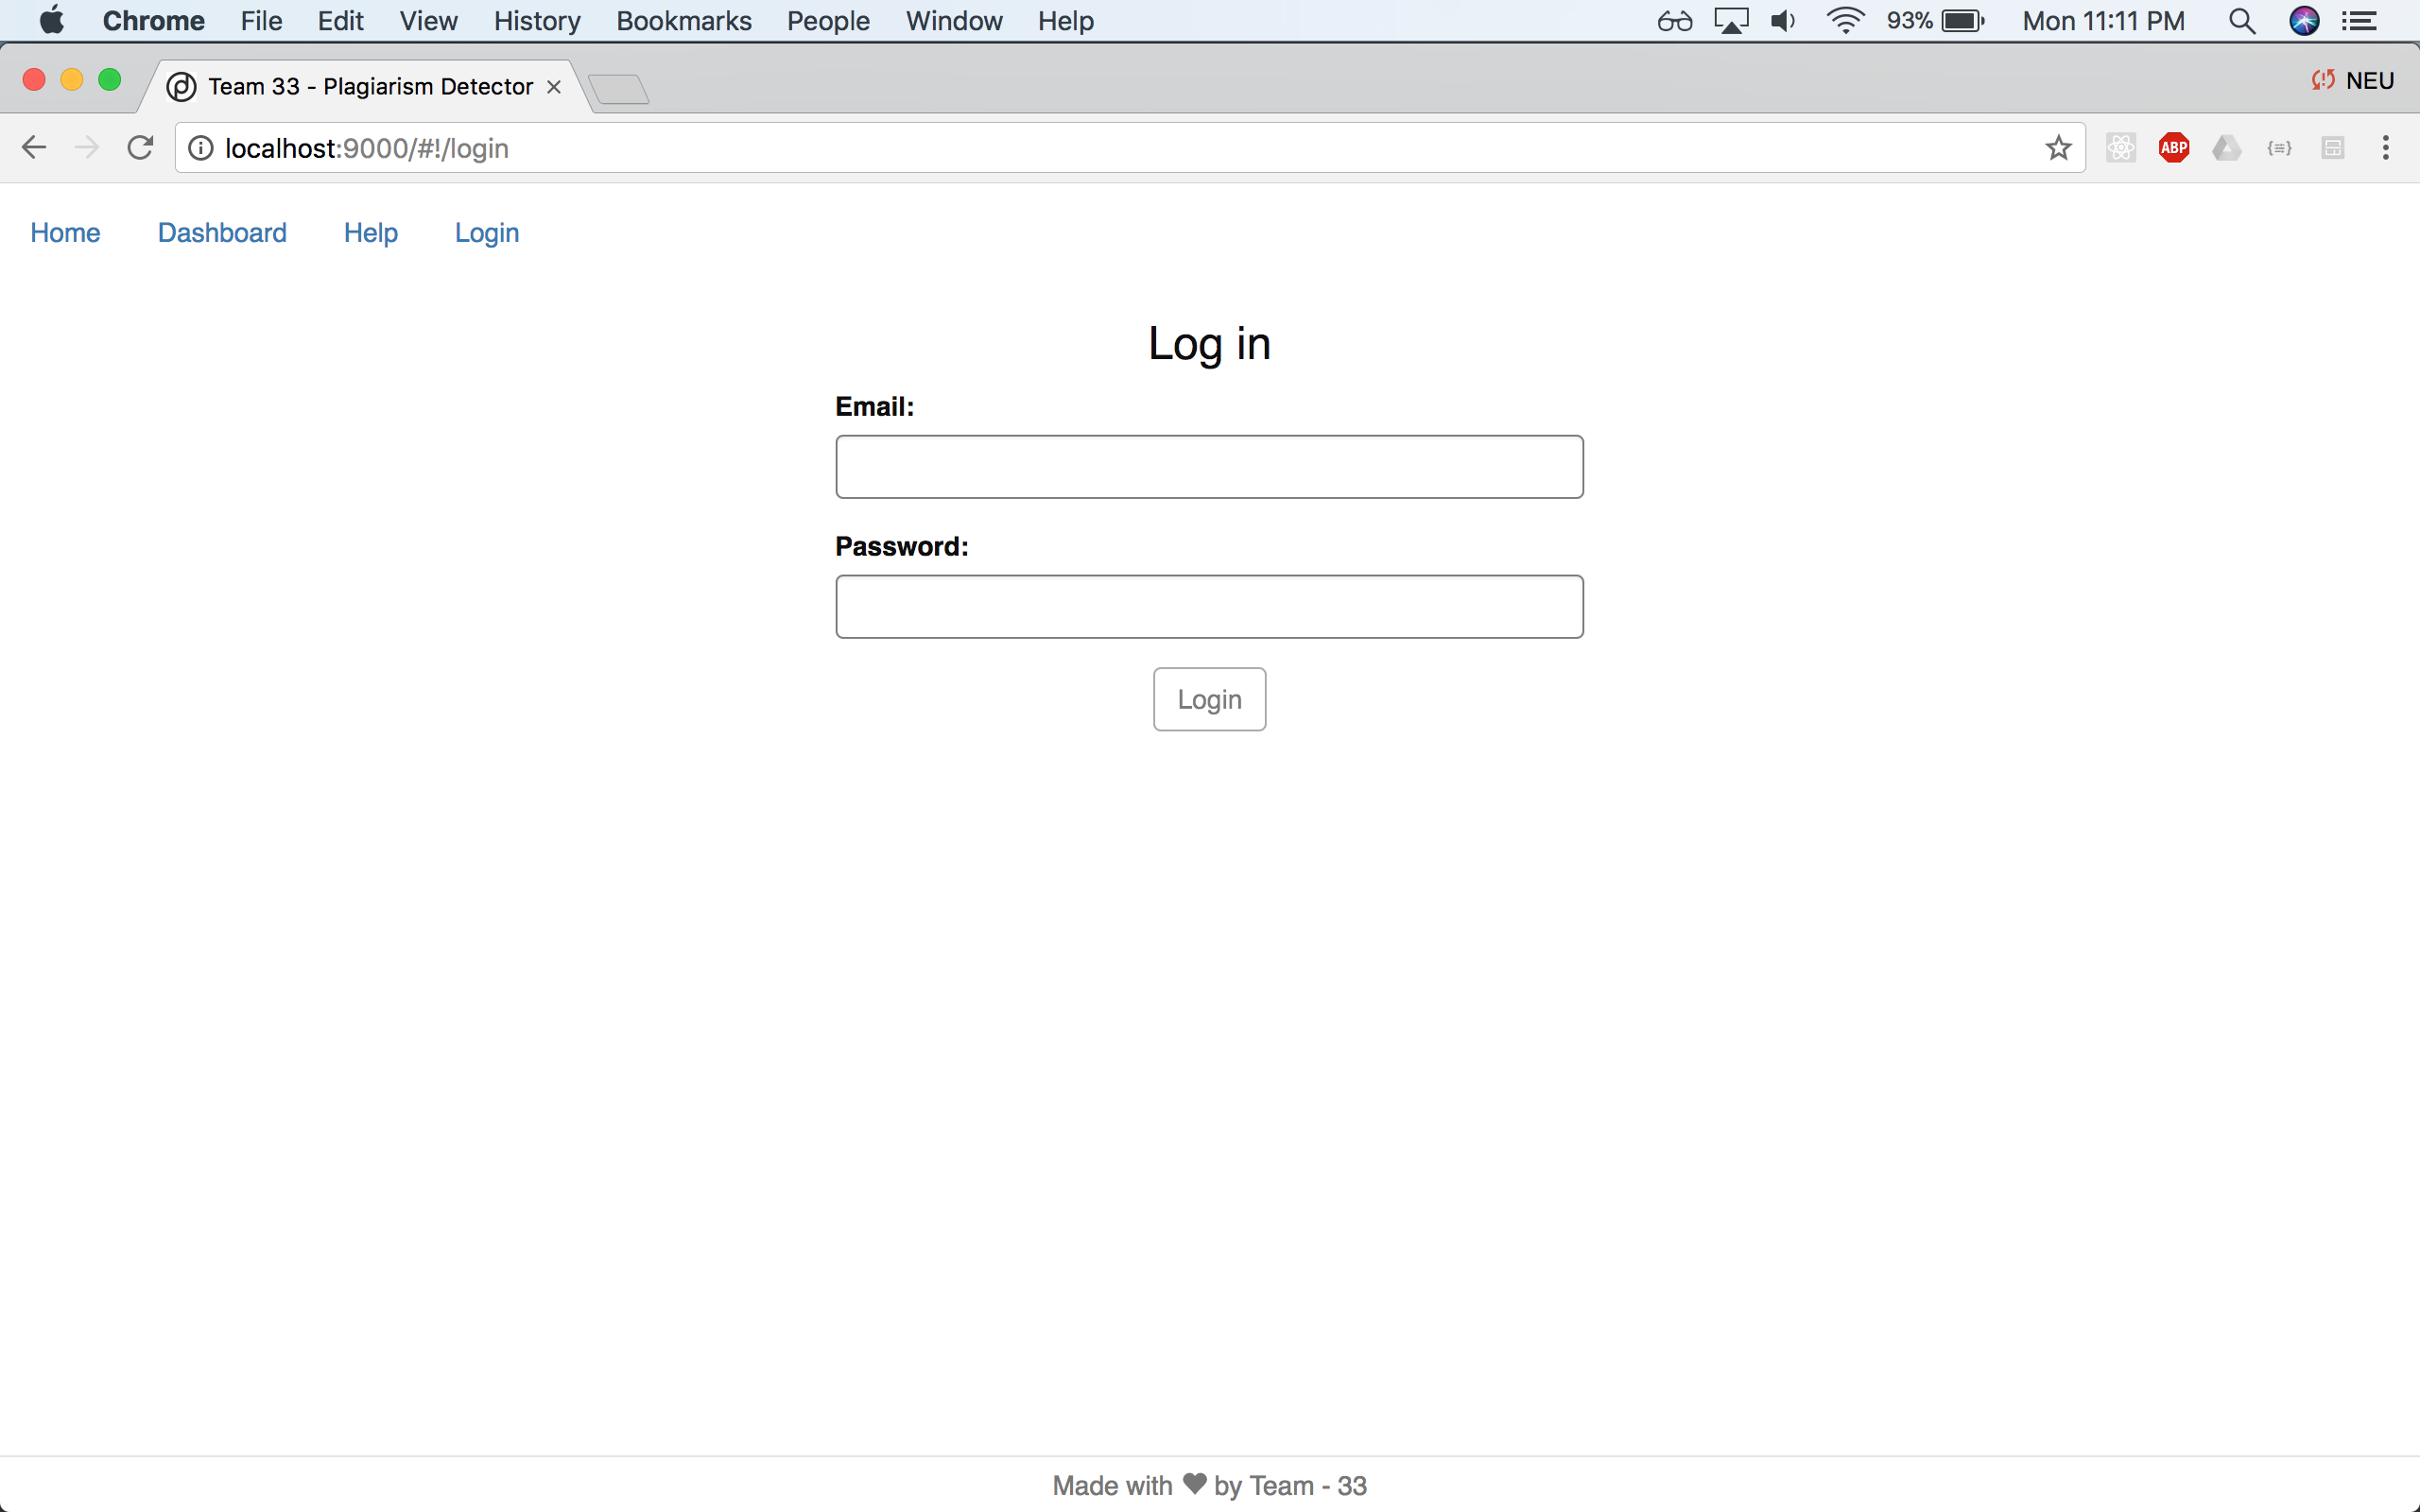 Chrome File Edit View History Bookmarks People Window Help 93% Mon 11:11 PM
Team 33 - Plagiarism Detector NEU
localhost:9000/#!/login ABP
Home Dashboard Help Login
Log in
Email:
Password:
Login
Made with ♥ by Team - 33